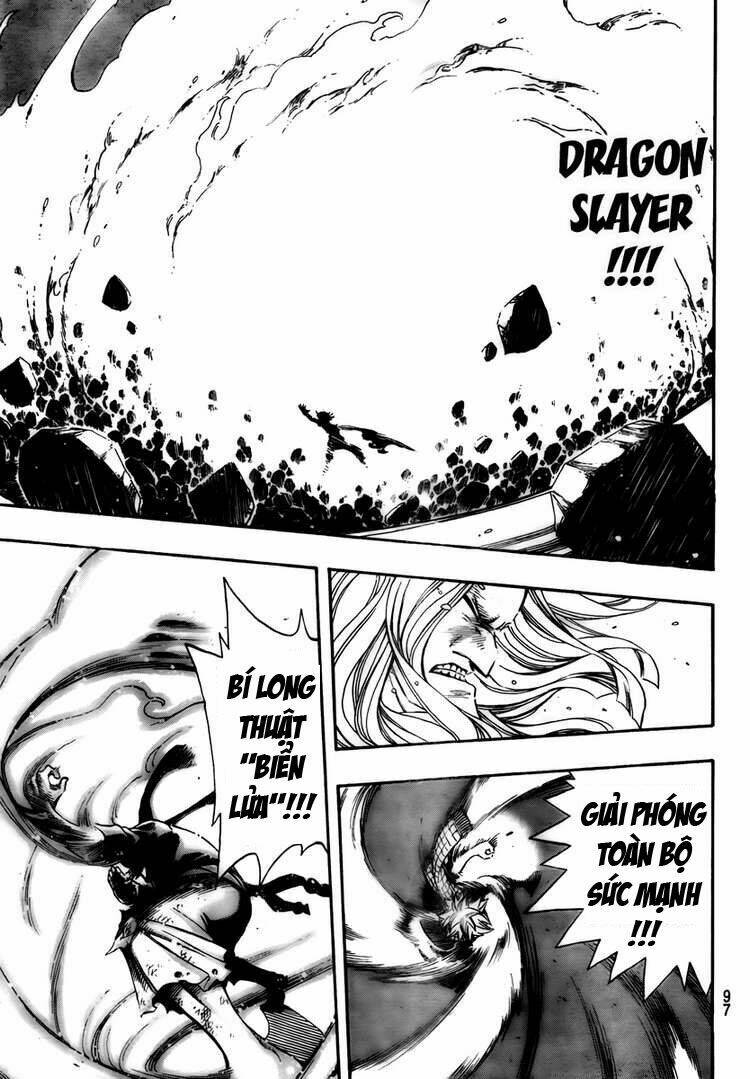 DRAGON
SLAYER
!!!!
GIẢI PHÓNG
TOÀN BỘ
SỨC MẠNH
!!!
BÍ LONG
THUẬT
"BIỂN
LỬA"!!!
97